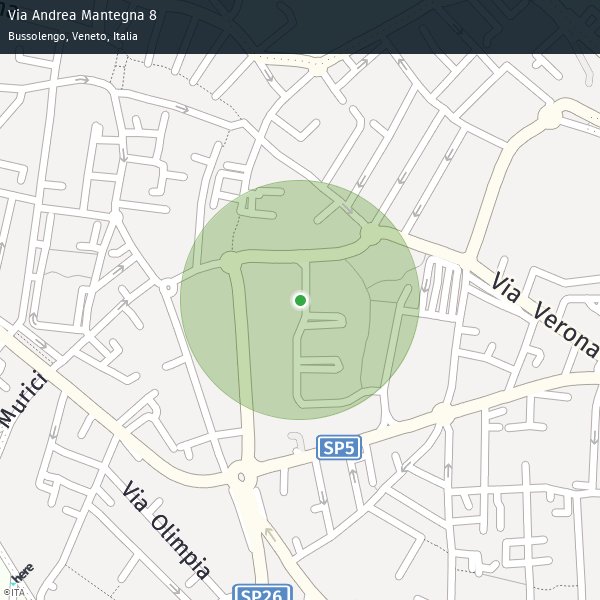 Via Andrea Mantegna 8
Bussolengo, Veneto, Italia
Via Verona
Murici
SP5
Via Olimpia
SP26
here
©ITA